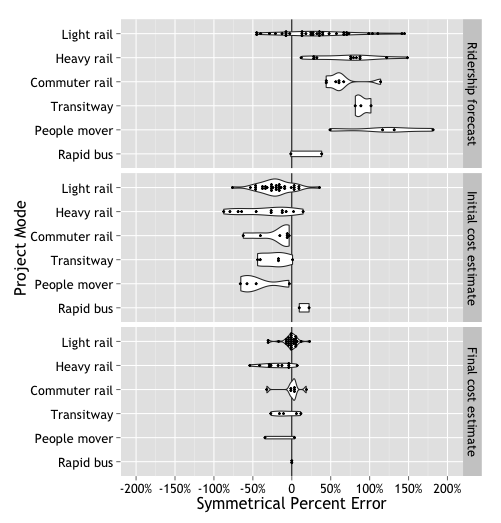 Project Mode
Light rail
Heavy rail
Commuter rail
Transitway
People mover
Rapid bus
Ridership forecast
Light rail
Heavy rail
Commuter rail
Transitway
People mover
Rapid bus
Initial cost estimate
Light rail
Heavy rail
Commuter rail
Transitway
People mover
Rapid bus
Final cost estimate
-200% -150% -100% -50% 0 50% 100% 150% 200%
Symmetrical Percent Error